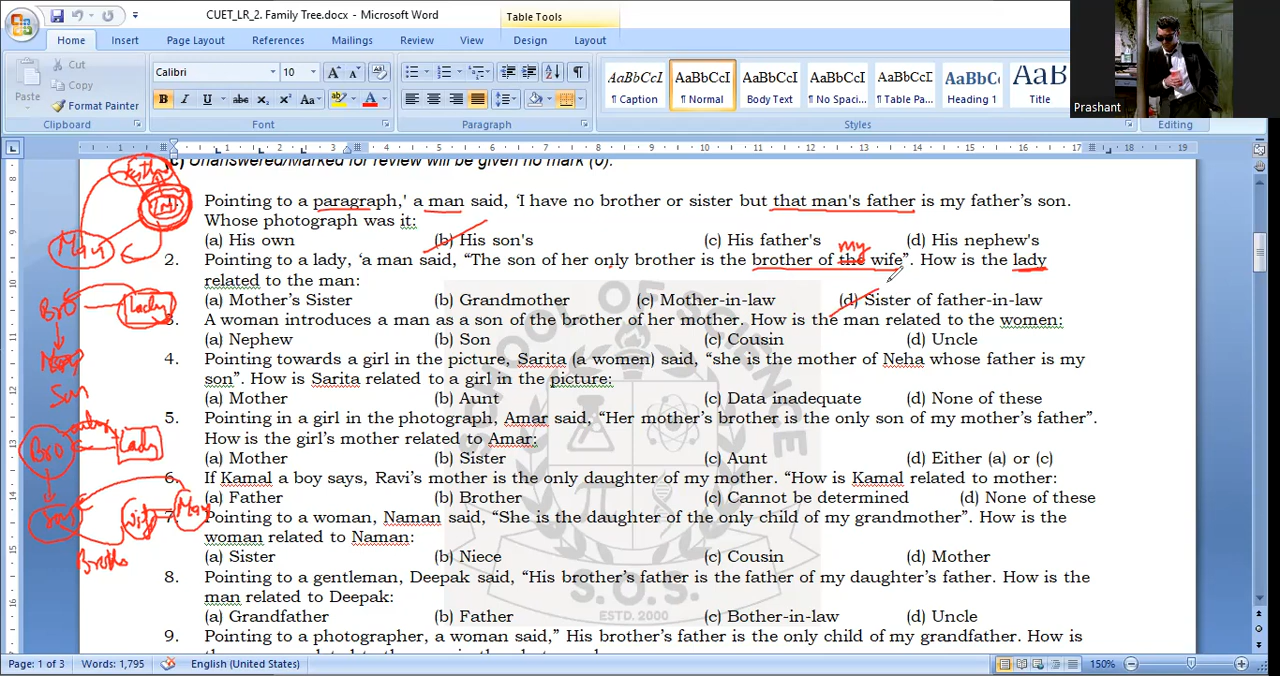 CUET_LR_2. Family Tree.docx - Microsoft Word
Table Tools
Home Insert Page Layout References Mailings Review View Design Layout
Cut
Copy
Format Painter
Paste
Clipboard
Calibri 10
Font
Paragraph
AaBbCcI AaBbCcI AaBbCcI AaBbCcI AaBbCcI AaBbC AaB
¶ Caption ¶ Normal Body Text ¶ No Spaci... ¶ Table Pa... Heading 1 Title
Styles
Editing
Prashant
(c) Unanswered/Marked for review will be given no mark (0).
Pointing to a paragraph,' a man said, 'I have no brother or sister but that man's father is my father's son.
Whose photograph was it:
(a) His own (b) His son's (c) His father's (d) His nephew's
my
2. Pointing to a lady, 'a man said, "The son of her only brother is the brother of the wife". How is the lady
related to the man:
(a) Mother's Sister (b) Grandmother (c) Mother-in-law (d) Sister of father-in-law
3. A woman introduces a man as a son of the brother of her mother. How is the man related to the women:
(a) Nephew (b) Son (c) Cousin (d) Uncle
4. Pointing towards a girl in the picture, Sarita (a women) said, "she is the mother of Neha whose father is my
son". How is Sarita related to a girl in the picture:
(a) Mother (b) Aunt (c) Data inadequate (d) None of these
5. Pointing in a girl in the photograph, Amar said, "Her mother's brother is the only son of my mother's father".
How is the girl's mother related to Amar:
(a) Mother (b) Sister (c) Aunt (d) Either (a) or (c)
6. If Kamal a boy says, Ravi's mother is the only daughter of my mother. "How is Kamal related to mother:
(a) Father (b) Brother (c) Cannot be determined (d) None of these
7. Pointing to a woman, Naman said, "She is the daughter of the only child of my grandmother". How is the
woman related to Naman:
(a) Sister (b) Niece (c) Cousin (d) Mother
8. Pointing to a gentleman, Deepak said, "His brother's father is the father of my daughter's father. How is the
man related to Deepak:
(a) Grandfather (b) Father (c) Bother-in-law (d) Uncle
9. Pointing to a photographer, a woman said," His brother's father is the only child of my grandfather. How is
Man
Bro Lady
Son
Bro Lady
Son Wife Man
SCHOOL OF SCIENCE
S.O.S.
ESTD. 2000
Page: 1 of 3 Words: 1,795 English (United States) 150%